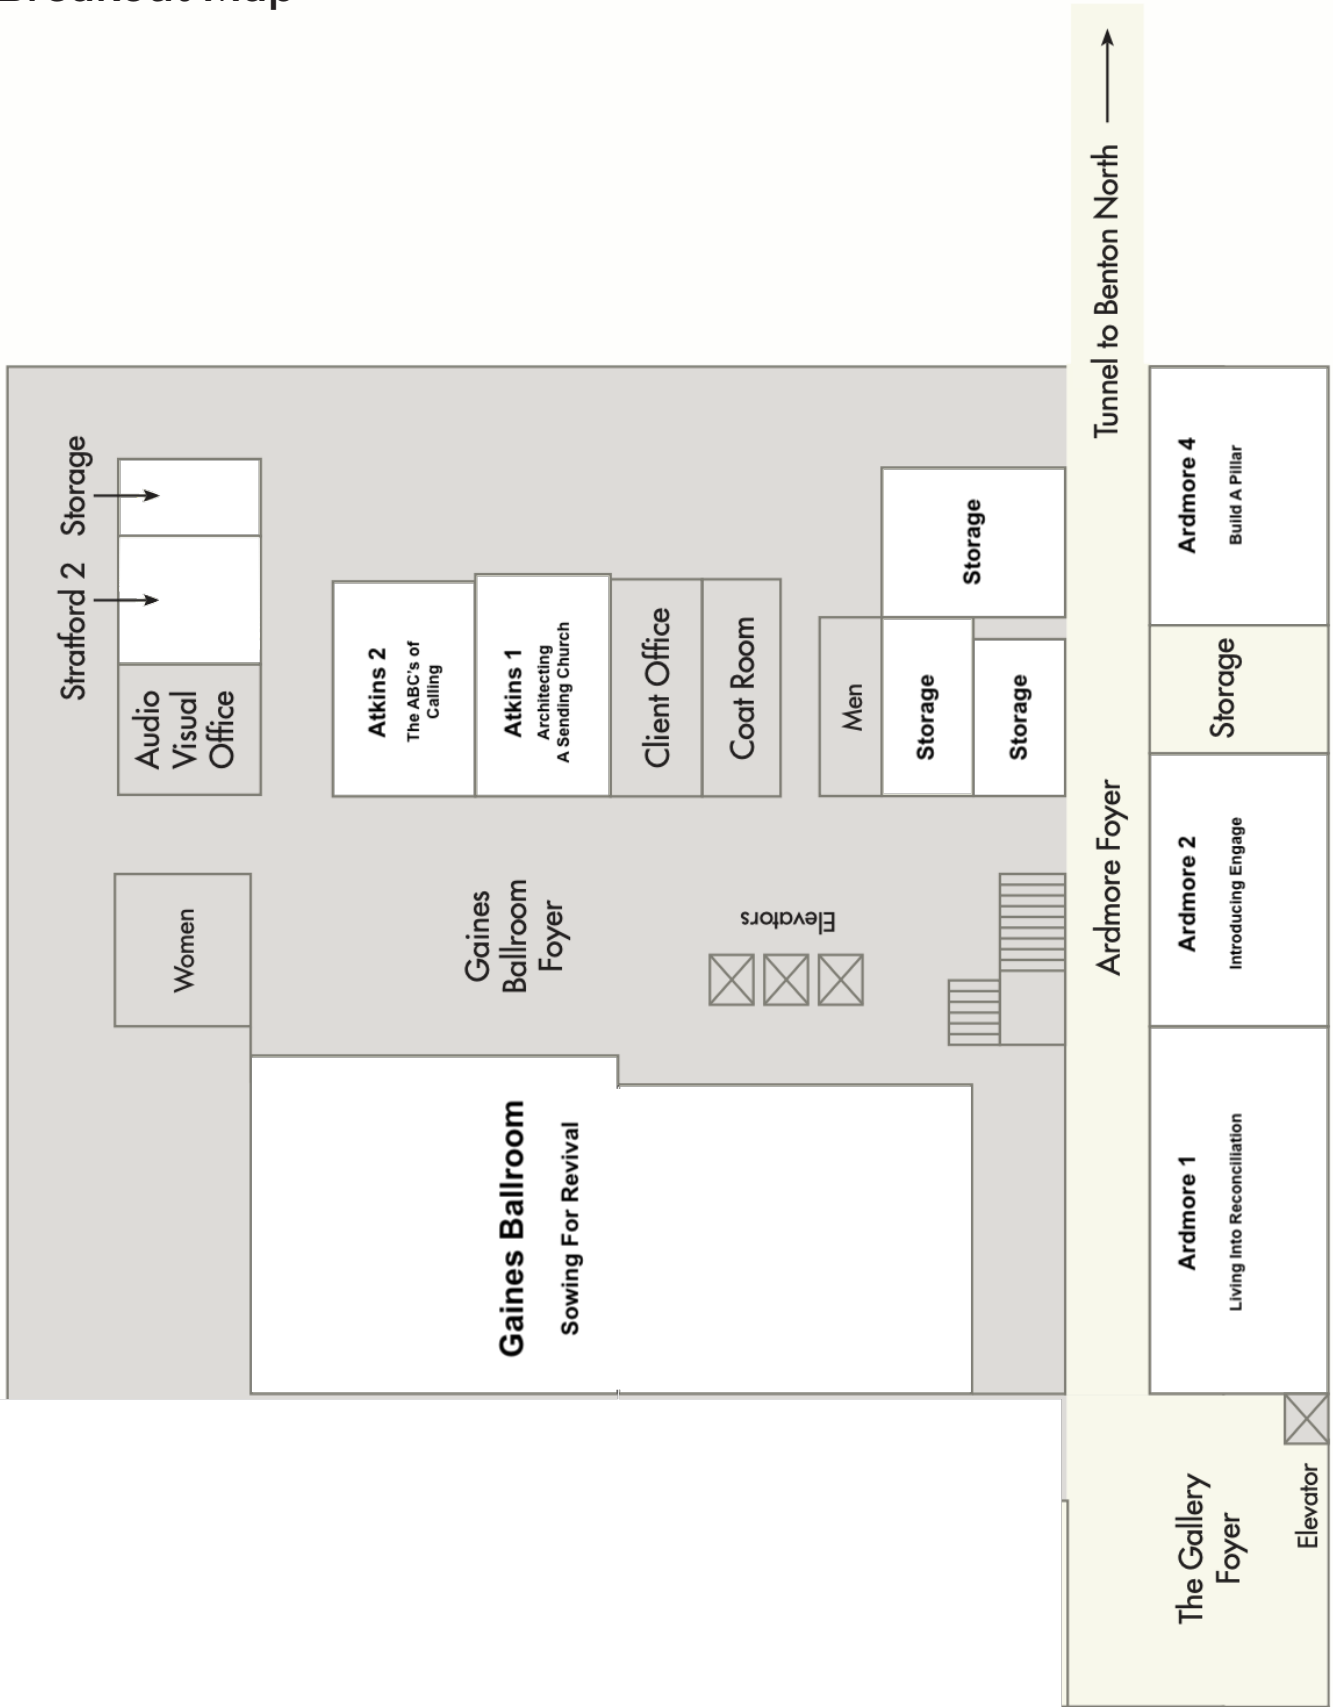 Breakout Map
Tunnel to Benton North
Stratford 2
Storage
Audio
Visual
Office
Atkins 2
The ABC's of
Calling
Atkins 1
Architecting
A Sending Church
Client Office
Coat Room
Men
Storage
Storage
Storage
Ardmore 4
Build A Pillar
Storage
Women
Gaines
Ballroom
Foyer
Elevators
Ardmore Foyer
Ardmore 2
Introducing Engage
Gaines Ballroom
Sowing For Revival
Ardmore 1
Living Into Reconciliation
The Gallery
Foyer
Elevator